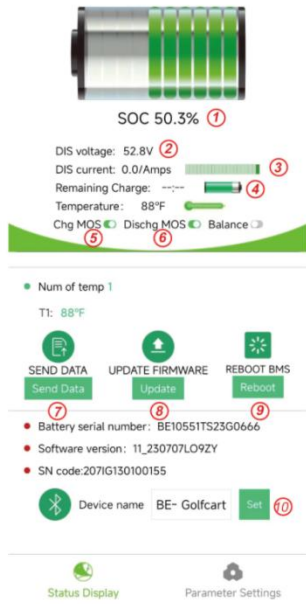 SOC 50.3% ①
DIS voltage: 52.8V ②
DIS current: 0.0/Amps ③
Remaining Charge: --:-- ④
Temperature: 88°F
Chg MOS Dischg MOS Balance
⑤ ⑥
Num of temp 1
T1: 88°F
SEND DATA UPDATE FIRMWARE REBOOT BMS
Send Data Update Reboot
⑦ ⑧ ⑨
Battery serial number: BE10551TS23G0666
Software version: 11_230707LO9ZY
SN code:207IG130100155
Device name BE- Golfcart Set ⑩
Status Display Parameter Settings